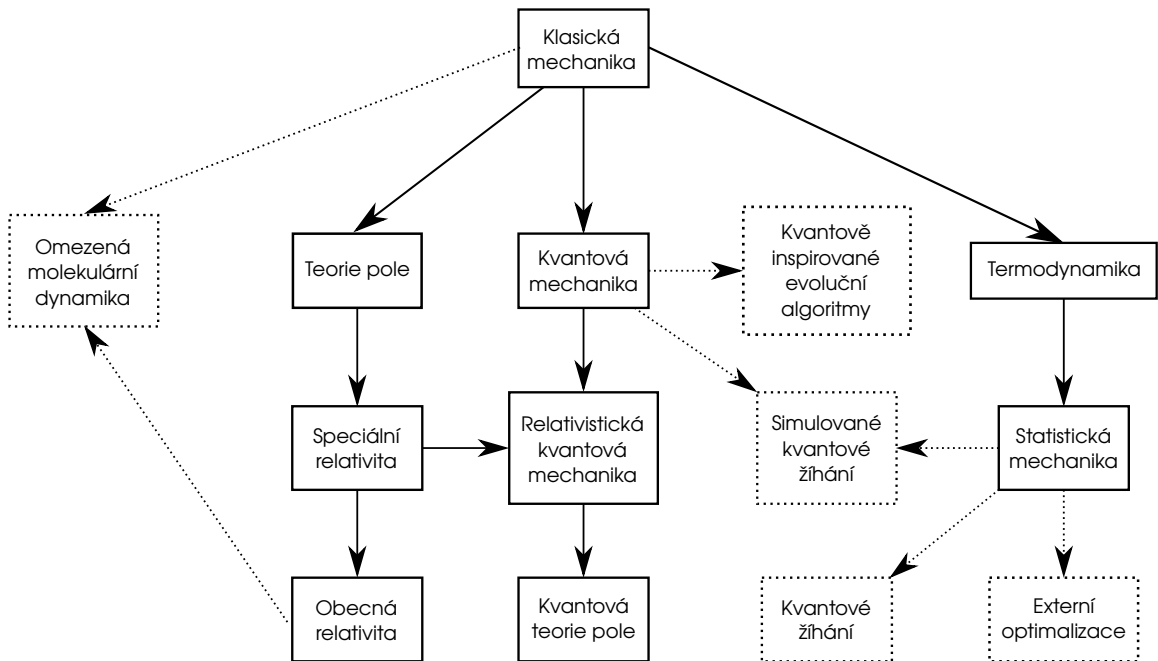 Klasická
mechanika
Omezená
molekulární
dynamika
Teorie pole
Kvantová
mechanika
Kvantově
inspirované
evoluční
algoritmy
Termodynamika
Speciální
relativita
Relativistická
kvantová
mechanika
Simulované
kvantové
žíhání
Statistická
mechanika
Obecná
relativita
Kvantová
teorie pole
Kvantové
žíhání
Externí
optimalizace